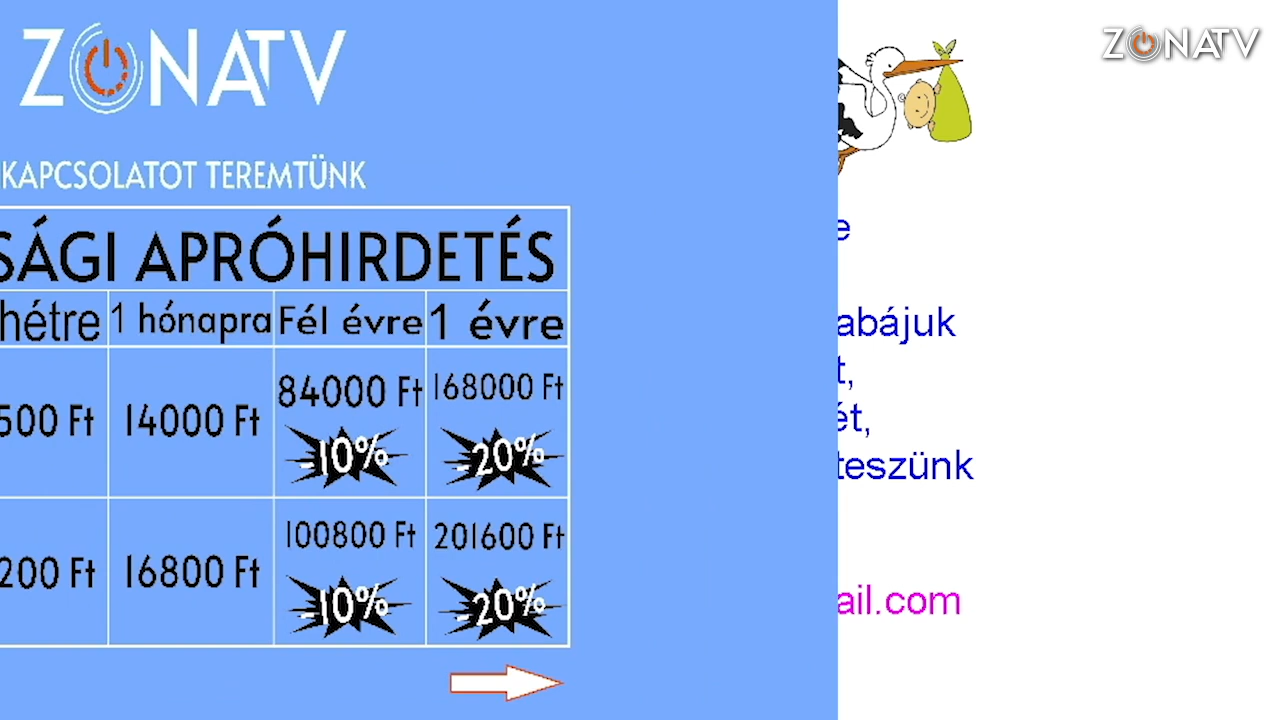 ZONATV
ZONATV
KAPCSOLATOT TEREMTÜNK
SÁGI APRÓHIRDETÉS
hétre 1 hónapra Fél évre 1 évre
500 Ft 14000 Ft 84000 Ft 168000 Ft
-10% -20%
200 Ft 16800 Ft 100800 Ft 201600 Ft
-10% -20%
e
abájuk
t,
ét,
teszünk
ail.com